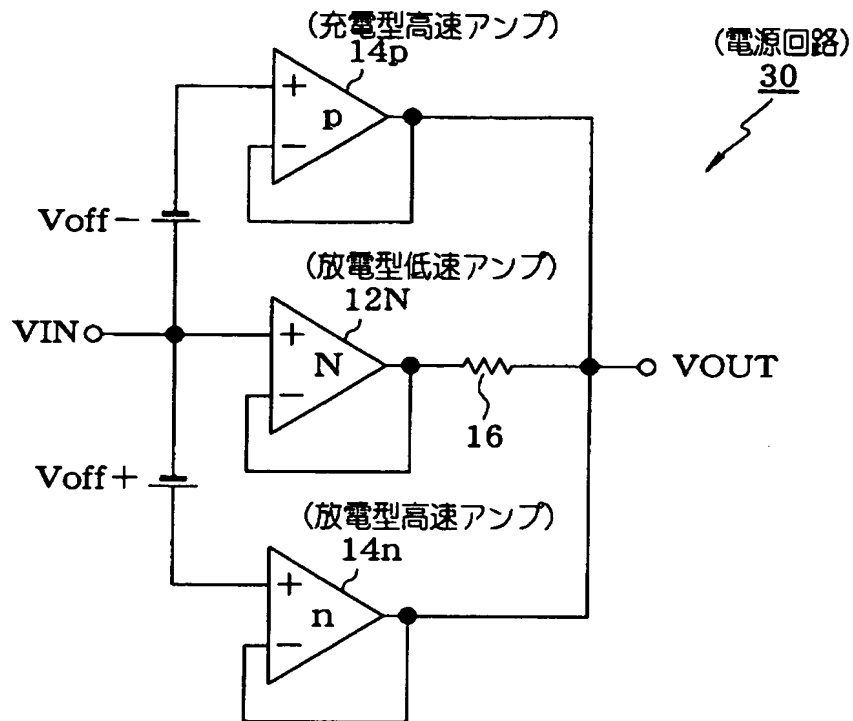 (充電型高速アンプ)
14p
(電源回路)
30
+
p
−
Voff−
(放電型低速アンプ)
12N
VIN
+
N
−
16
VOUT
Voff+
(放電型高速アンプ)
14n
+
n
−